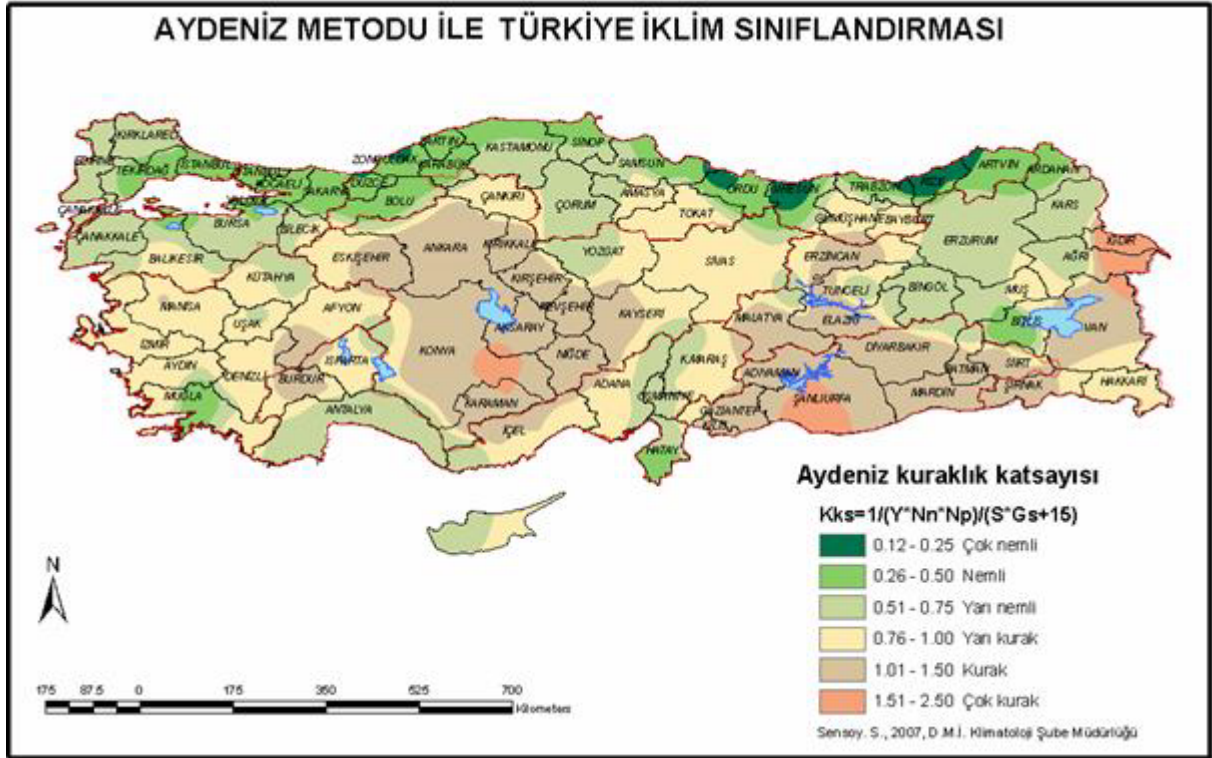 AYDENİZ METODU İLE TÜRKİYE İKLİM SINIFLANDIRMASI
KIRKLARELİ
TEKİRDAĞ
İSTANBUL
ZONGULDAK
BARTIN
KARABÜK
KASTAMONU
SİNOP
SAMSUN
ORDU
GİRESUN
TRABZON
RİZE
ARTVİN
ARDAHAN
KOCAELİ
SAKARYA
DÜZCE
BOLU
ÇANKIRI
ÇORUM
AMASYA
TOKAT
GÜMÜŞHANE
BAYBURT
KARS
ÇANAKKALE
BURSA
BİLECİK
BALIKESİR
KÜTAHYA
ESKİŞEHİR
ANKARA
KIRIKKALE
YOZGAT
SİVAS
ERZİNCAN
ERZURUM
AĞRI
IĞDIR
KIRŞEHİR
MANİSA
UŞAK
AFYON
NEVŞEHİR
KAYSERİ
MALATYA
TUNCELİ
ELAZIĞ
BİNGÖL
MUŞ
BİTLİS
VAN
İZMİR
AYDIN
DENİZLİ
ISPARTA
BURDUR
KONYA
AKSARAY
NİĞDE
K.MARAŞ
ADIYAMAN
DİYARBAKIR
BATMAN
SİİRT
ŞIRNAK
HAKKARİ
MUĞLA
ANTALYA
KARAMAN
İÇEL
ADANA
OSMANİYE
GAZİANTEP
ŞANLIURFA
MARDİN
HATAY
Aydeniz kuraklık katsayısı
Kks=1/(Y*Nn*Np)/(S*Gs+15)
0.12 - 0.25 Çok nemli
0.26 - 0.50 Nemli
0.51 - 0.75 Yarı nemli
0.76 - 1.00 Yarı kurak
1.01 - 1.50 Kurak
1.51 - 2.50 Çok kurak
N
175 87.5 0 175 350 525 700
Kilometers
Sensoy. S., 2007, D.M.İ. Klimatoloji Şube Müdürlüğü